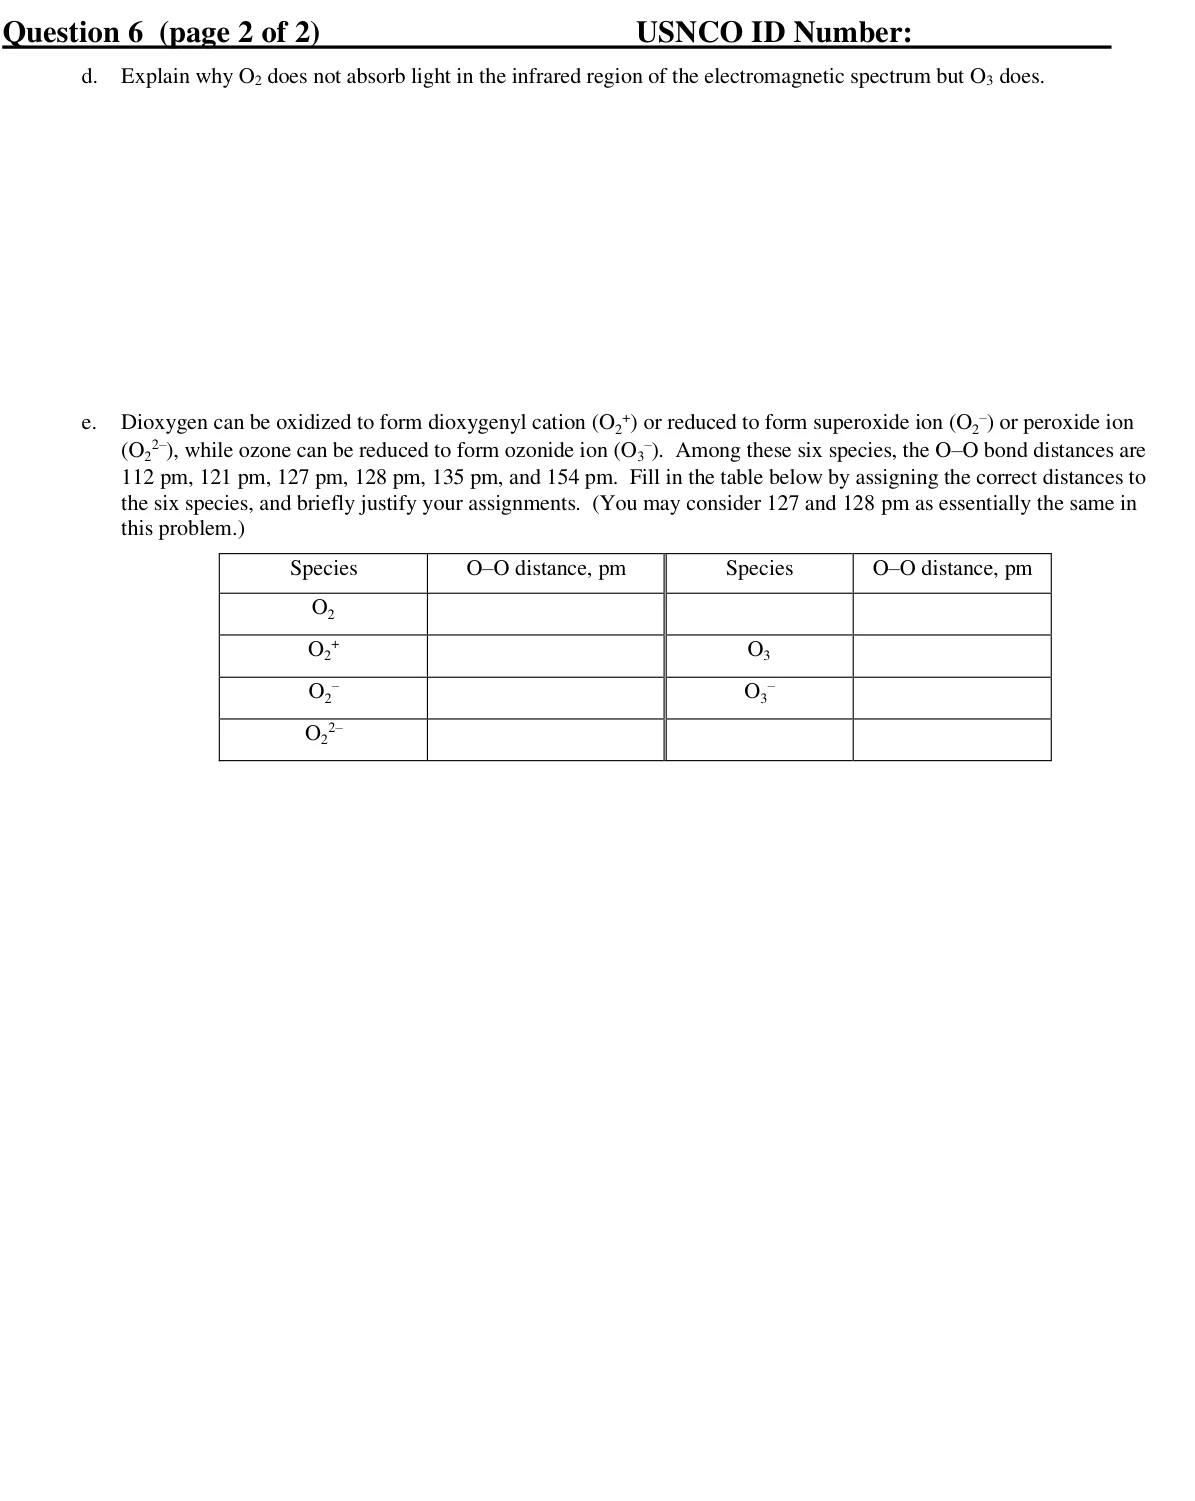 Question 6 (page 2 of 2) USNCO ID Number:
d. Explain why O₂ does not absorb light in the infrared region of the electromagnetic spectrum but O₃ does.
e. Dioxygen can be oxidized to form dioxygenyl cation (O₂⁺) or reduced to form superoxide ion (O₂⁻) or peroxide ion
(O₂²⁻), while ozone can be reduced to form ozonide ion (O₃⁻). Among these six species, the O–O bond distances are
112 pm, 121 pm, 127 pm, 128 pm, 135 pm, and 154 pm. Fill in the table below by assigning the correct distances to
the six species, and briefly justify your assignments. (You may consider 127 and 128 pm as essentially the same in
this problem.)
Species O–O distance, pm Species O–O distance, pm
O₂
O₂⁺ O₃
O₂⁻ O₃⁻
O₂²⁻